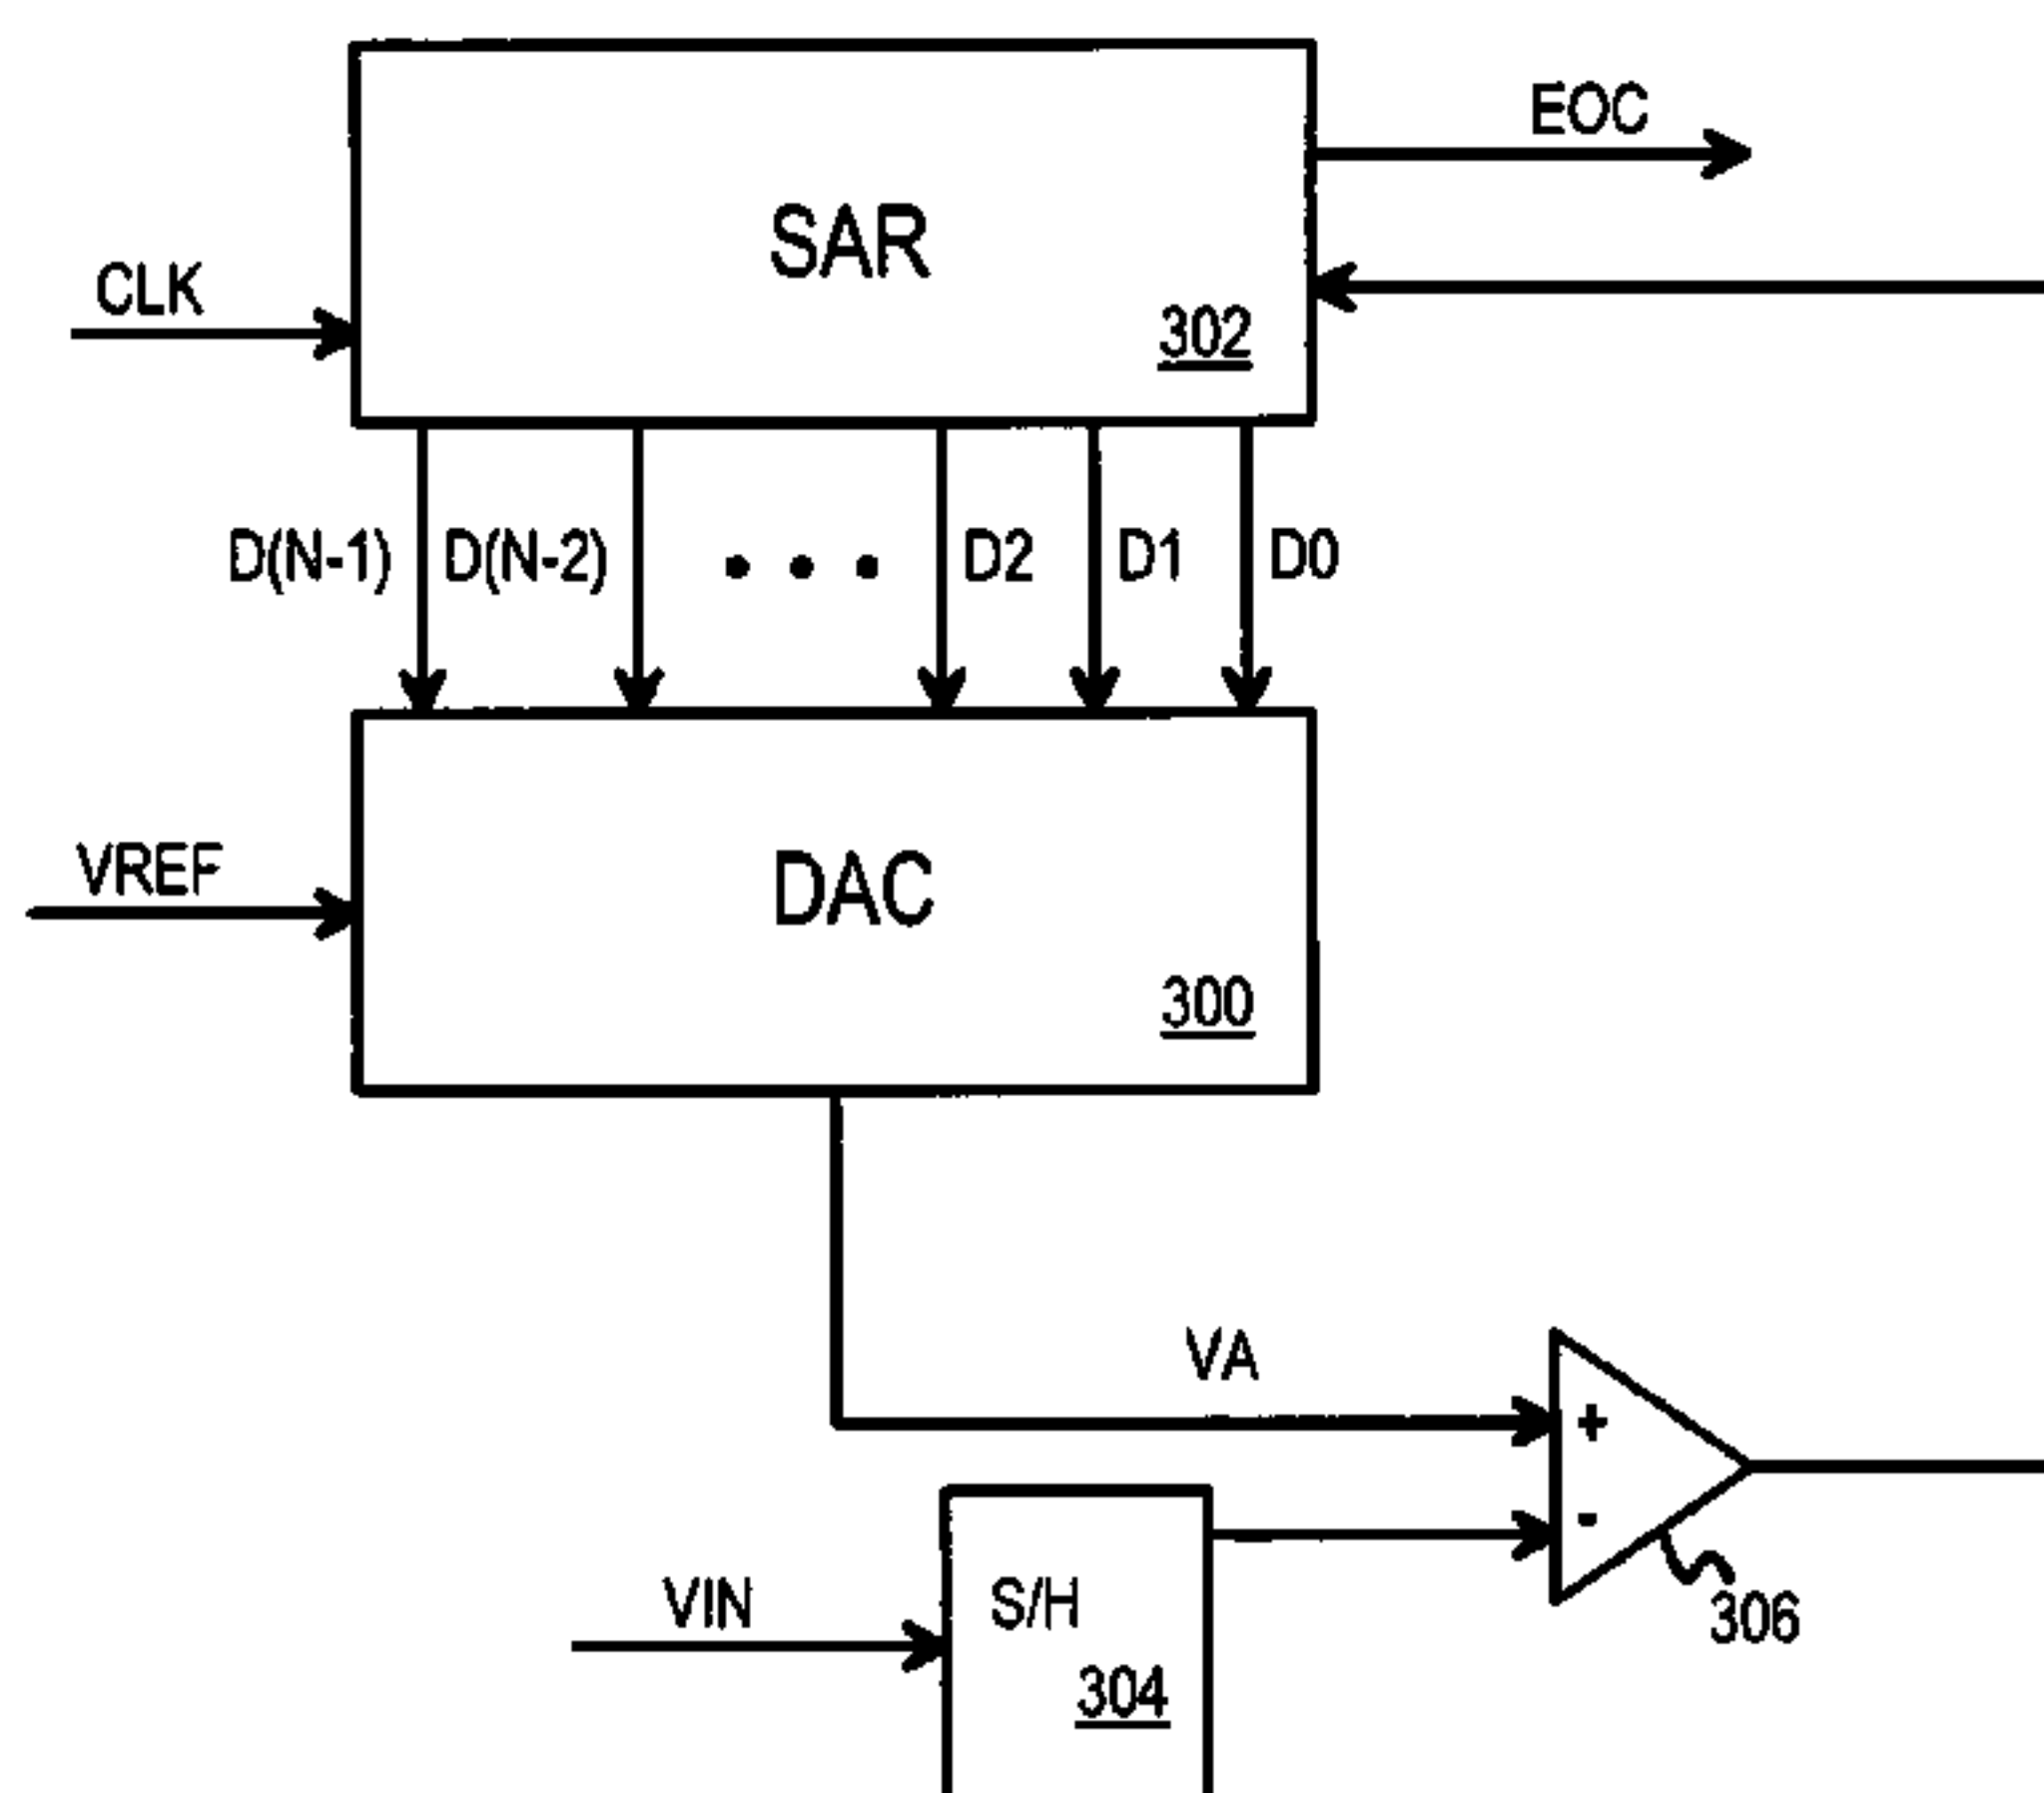 EOC
SAR
CLK
302
D(N-1) D(N-2) • • • D2 D1 D0
VREF
DAC
300
VA
+
-
VIN
S/H
304
306